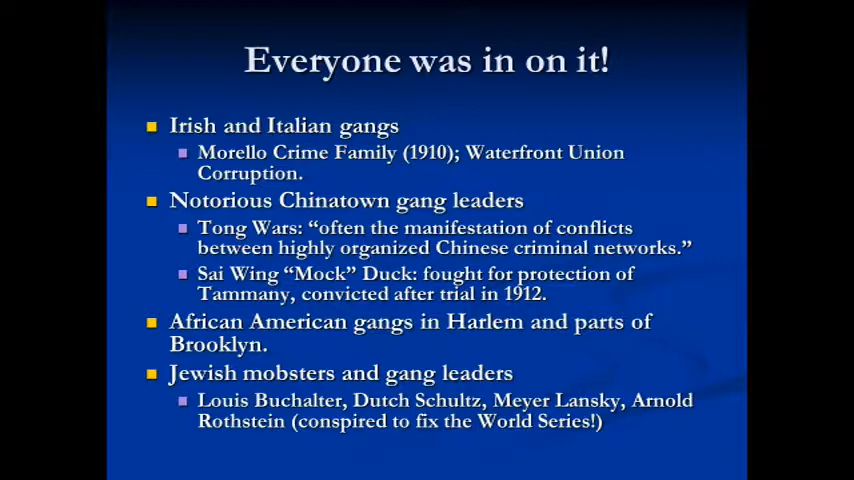 Everyone was in on it!
Irish and Italian gangs
Morello Crime Family (1910); Waterfront Union
Corruption.
Notorious Chinatown gang leaders
Tong Wars: “often the manifestation of conflicts
between highly organized Chinese criminal networks.”
Sai Wing “Mock” Duck: fought for protection of
Tammany, convicted after trial in 1912.
African American gangs in Harlem and parts of
Brooklyn.
Jewish mobsters and gang leaders
Louis Buchalter, Dutch Schultz, Meyer Lansky, Arnold
Rothstein (conspired to fix the World Series!)